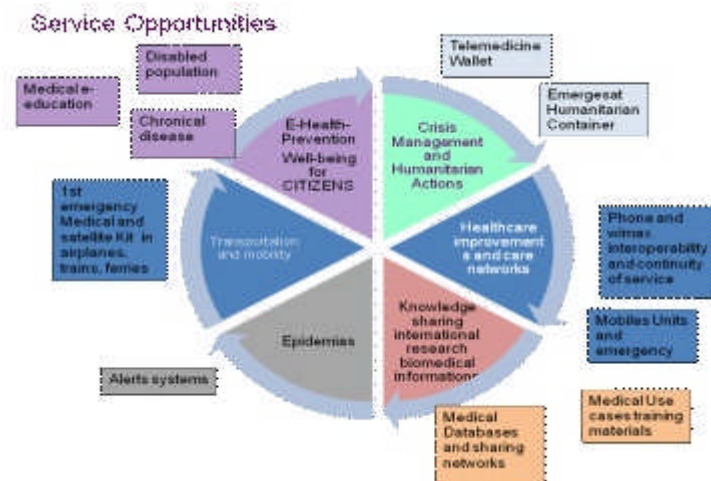 Service Opportunities
Disabled
population
Medical e-
education
Chronical
disease
Telemedicine
Wallet
Emergesat
Humanitarian
Container
E-Health-
Prevention
Well-being
for
CITIZENS
Crisis
Management
and
Humanitarian
Actions
1st
emergency
Medical and
satellite Kit in
airplanes,
trains, ferries
Transportation
and mobility
Healthcare
improvement
s and care
networks
Phone and
wimax
interoperability
and continuity
of service
Mobiles Units
and
emergency
Epidemias
Knowledge
sharing
international
research
biomedical
informations
Alerts systems
Medical
Databases
and sharing
networks
Medical Use
cases training
materials